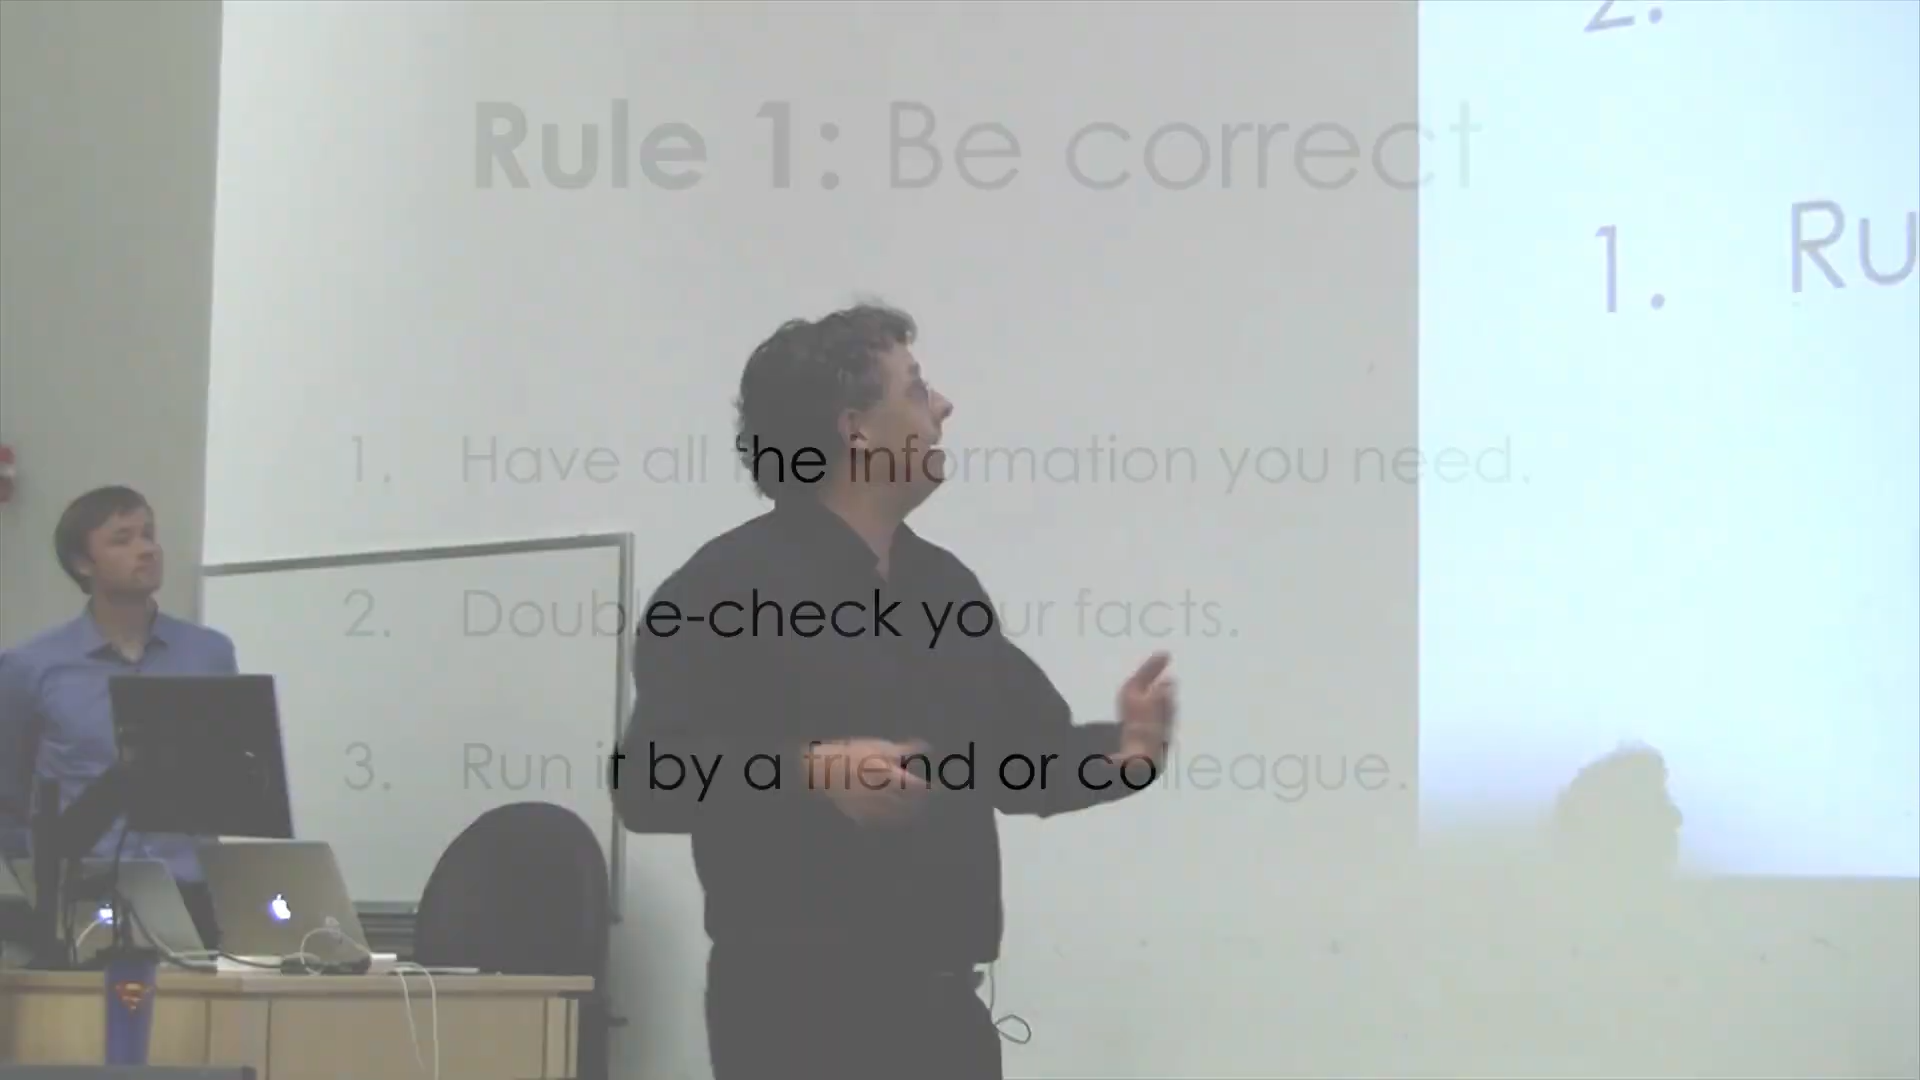 2.
Rule 1: Be correct
1. Ru
1. Have all the information you need.
2. Double-check your facts.
3. Run it by a friend or colleague.